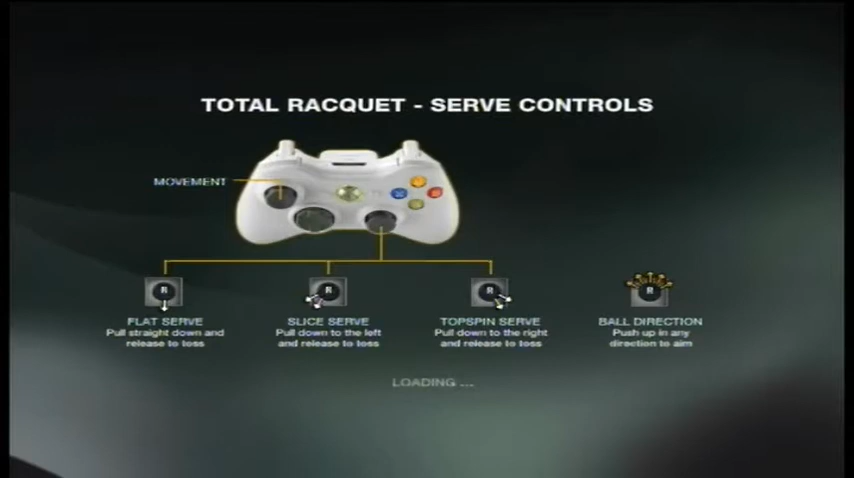 TOTAL RACQUET - SERVE CONTROLS
MOVEMENT
R
R
R
R
FLAT SERVE
Pull straight down and
release to toss
SLICE SERVE
Pull down to the left
and release to toss
TOPSPIN SERVE
Pull down to the right
and release to toss
BALL DIRECTION
Push up in any
direction to aim
LOADING ...